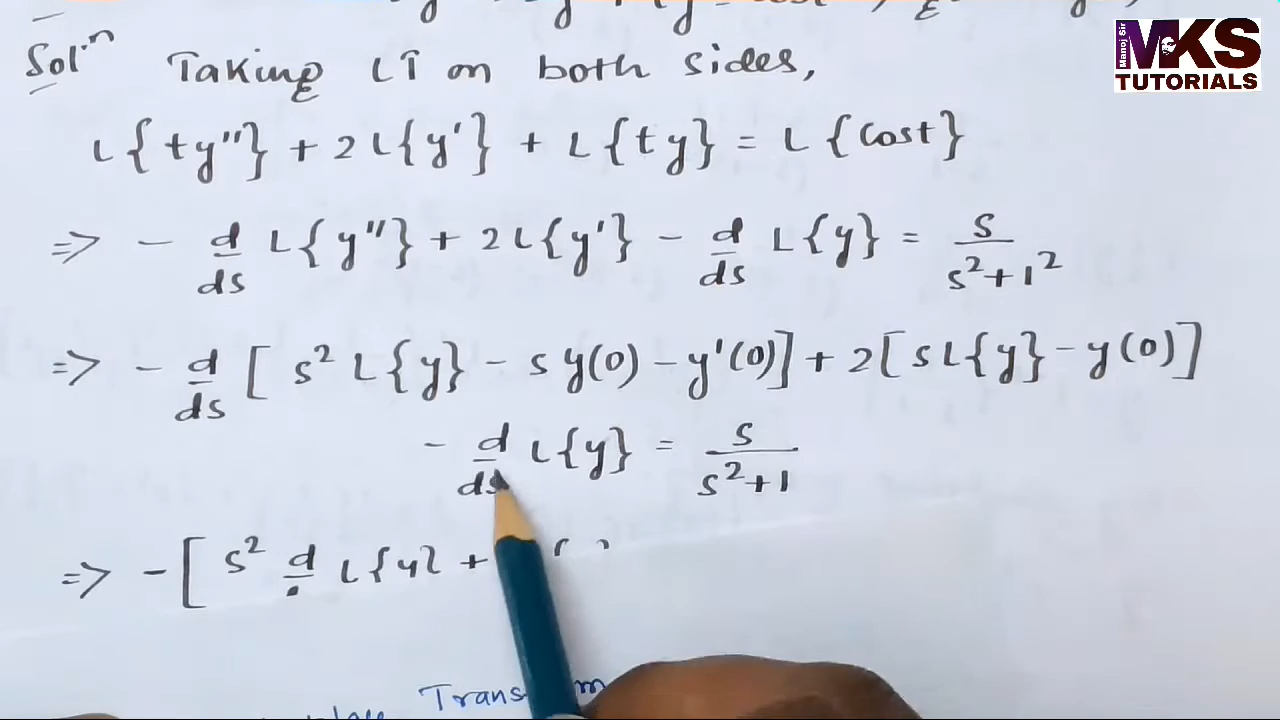 Manoj Sir MKS TUTORIALS
Solⁿ Taking LT on both sides,
L{ty''} + 2L{y'} + L{ty} = L{cost}
=> - d/ds L{y''} + 2L{y'} - d/ds L{y} = s/(s²+1²)
=> - d/ds [s² L{y} - s y(0) - y'(0)] + 2[sL{y} - y(0)]
- d/ds L{y} = s/(s²+1)
=> -[s² d L{y} +